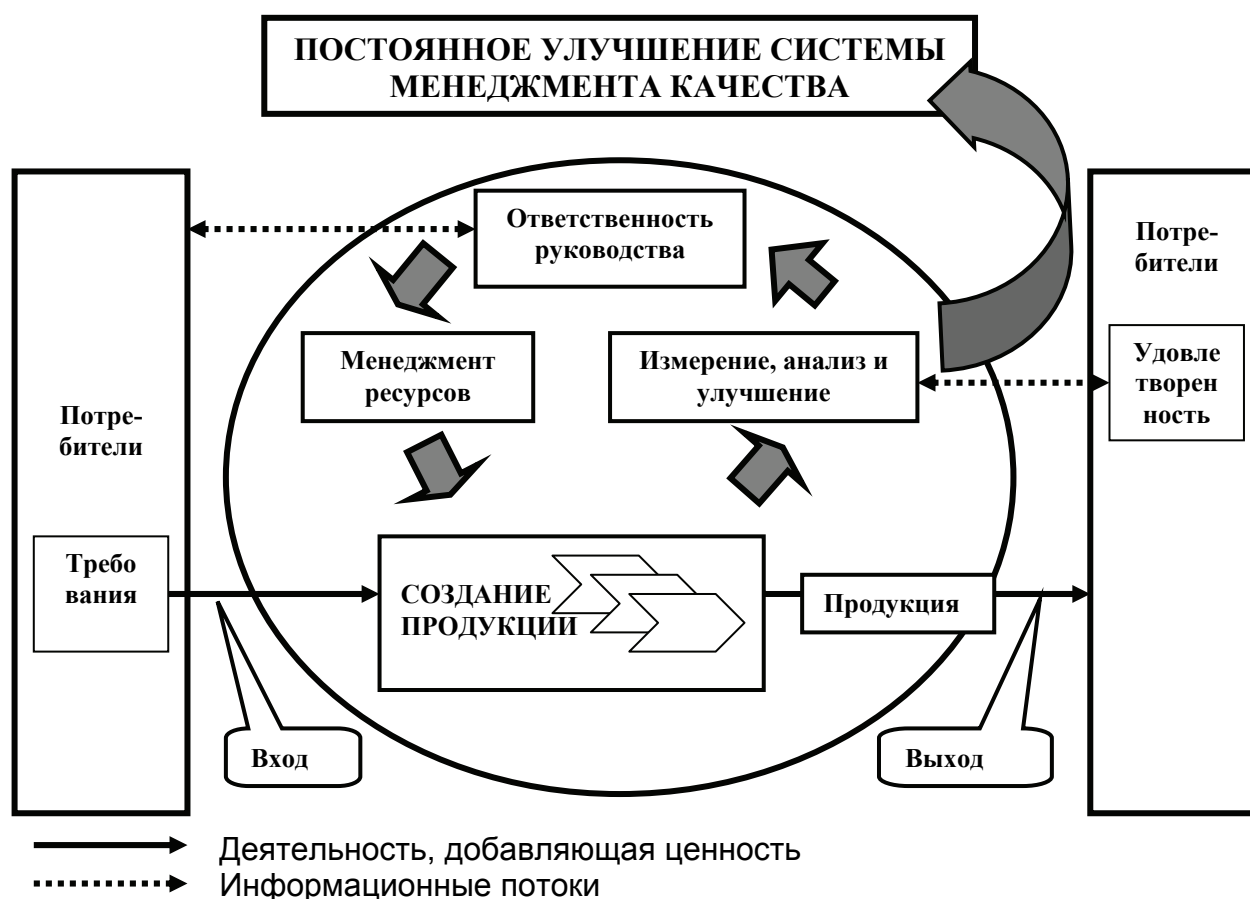 ПОСТОЯННОЕ УЛУЧШЕНИЕ СИСТЕМЫ
МЕНЕДЖМЕНТА КАЧЕСТВА
Ответственность
руководства
Потре-
бители
Менеджмент
ресурсов
Измерение, анализ и
улучшение
Удовле
творен
ность
Потре-
бители
Требо
вания
СОЗДАНИЕ
ПРОДУКЦИИ
Продукция
Вход
Выход
Деятельность, добавляющая ценность
Информационные потоки